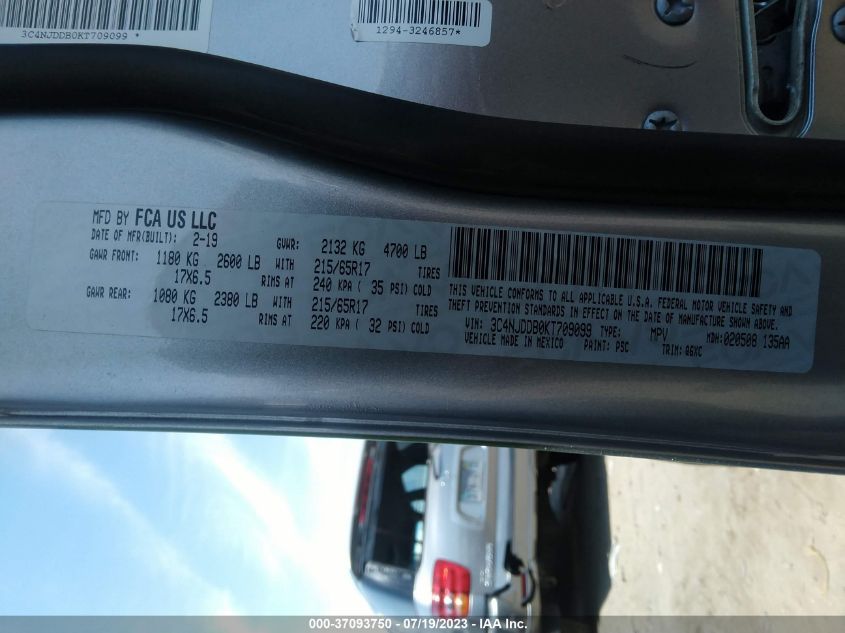 3C4NJDDB0KT709099 *
1294-3246857*
MFD BY FCA US LLC
DATE OF MFR(BUILT): 2-19 GVWR: 2132 KG 4700 LB
GAWR FRONT: 1180 KG 2600 LB WITH 215/65R17 TIRES
17X6.5 RIMS AT 240 KPA ( 35 PSI) COLD
GAWR REAR: 1080 KG 2380 LB WITH 215/65R17 TIRES
17X6.5 RIMS AT 220 KPA ( 32 PSI) COLD
THIS VEHICLE CONFORMS TO ALL APPLICABLE U.S.A. FEDERAL MOTOR VEHICLE SAFETY AND
THEFT PREVENTION STANDARDS IN EFFECT ON THE DATE OF MANUFACTURE SHOWN ABOVE.
VIN: 3C4NJDDB0KT709099 TYPE: MPV MDH: 020508 135AA
VEHICLE MADE IN MEXICO PAINT: PSC TRIM: A6XC
000-37093750 - 07/19/2023 - IAA Inc.